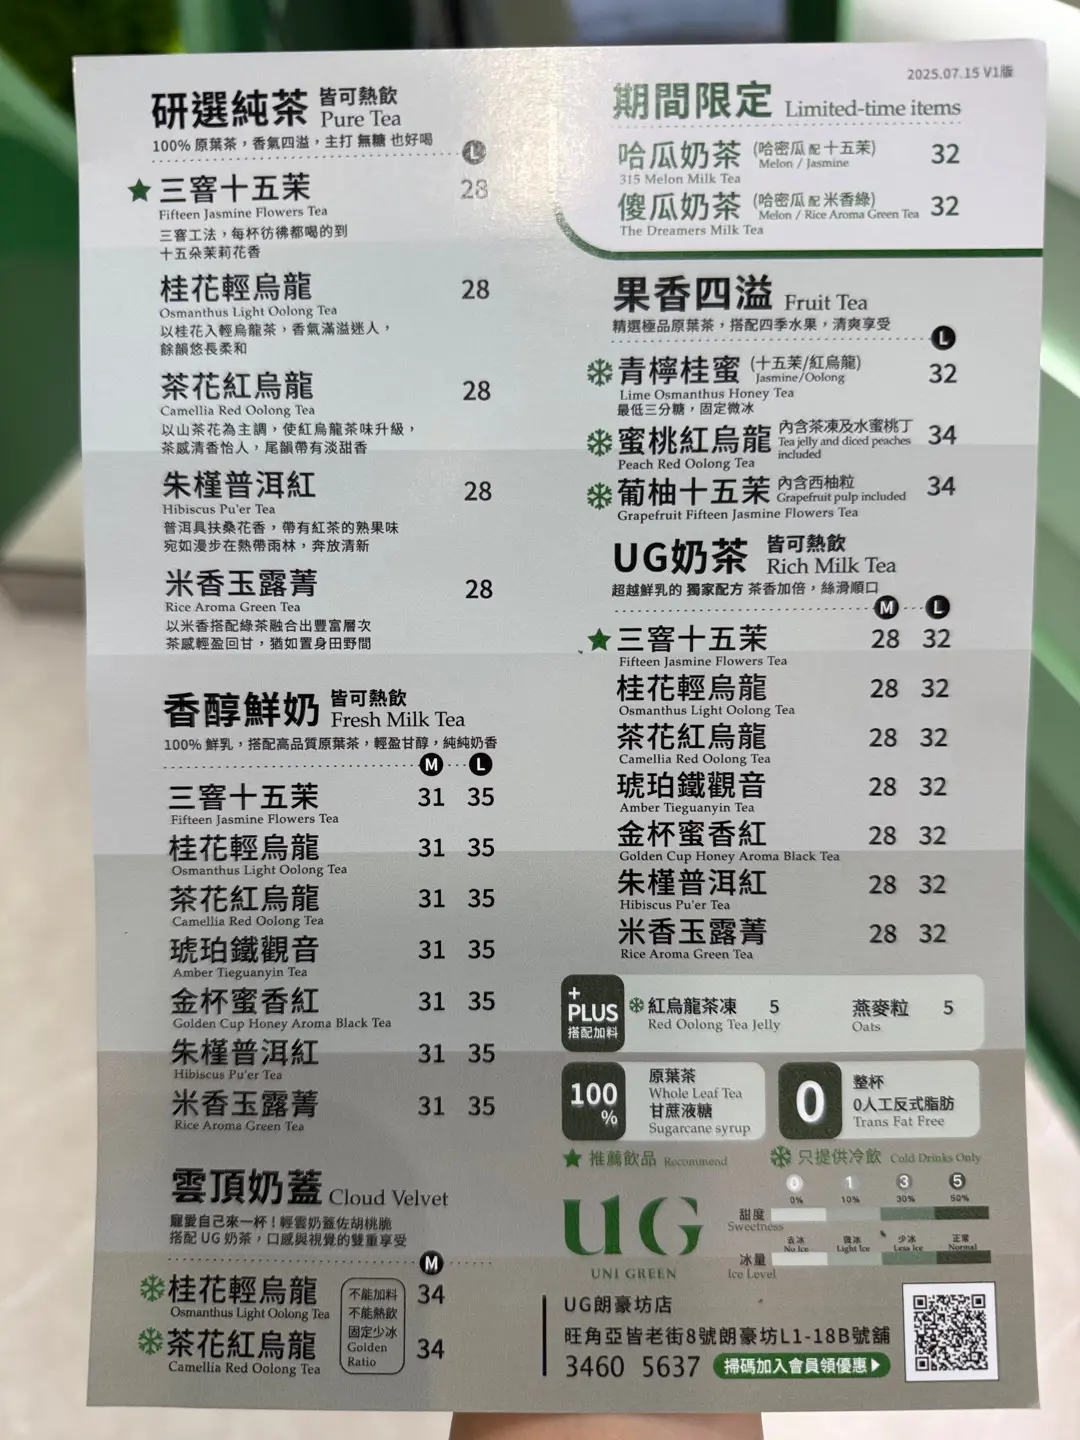 2025.07.15 V1版
研選純茶 皆可熱飲
Pure Tea
100% 原葉茶，香氣四溢，主打 無糖 也好喝
L
三窨十五茉 28
Fifteen Jasmine Flowers Tea
三窨工法，每杯彷彿都喝的到
十五朵茉莉花香
桂花輕烏龍 28
Osmanthus Light Oolong Tea
以桂花入輕烏龍茶，香氣滿溢迷人，
餘韻悠長柔和
茶花紅烏龍 28
Camellia Red Oolong Tea
以山茶花為主調，使紅烏龍茶味升級，
茶感清香怡人，尾韻帶有淡甜香
朱槿普洱紅 28
Hibiscus Pu'er Tea
普洱具扶桑花香，帶有紅茶的熟果味
宛如漫步在熱帶雨林，奔放清新
米香玉露菁 28
Rice Aroma Green Tea
以米香搭配綠茶融合出豐富層次
茶感輕盈回甘，猶如置身田野間
香醇鮮奶 皆可熱飲
Fresh Milk Tea
100% 鮮乳，搭配高品質原葉茶，輕盈甘醇，純純奶香
M L
三窨十五茉 31 35
Fifteen Jasmine Flowers Tea
桂花輕烏龍 31 35
Osmanthus Light Oolong Tea
茶花紅烏龍 31 35
Camellia Red Oolong Tea
琥珀鐵觀音 31 35
Amber Tieguanyin Tea
金杯蜜香紅 31 35
Golden Cup Honey Aroma Black Tea
朱槿普洱紅 31 35
Hibiscus Pu'er Tea
米香玉露菁 31 35
Rice Aroma Green Tea
雲頂奶蓋 Cloud Velvet
寵愛自己來一杯！輕雲奶蓋佐胡桃脆
搭配 UG 奶茶，口感與視覺的雙重享受
M
桂花輕烏龍 34
Osmanthus Light Oolong Tea
茶花紅烏龍 34
Camellia Red Oolong Tea
不能加料
不能熱飲
固定少冰
Golden
Ratio
期間限定 Limited-time items
哈瓜奶茶 (哈密瓜 配 十五茉) 32
Melon / Jasmine
315 Melon Milk Tea
傻瓜奶茶 (哈密瓜 配 米香綠) 32
Melon / Rice Aroma Green Tea
The Dreamers Milk Tea
果香四溢 Fruit Tea
精選極品原葉茶，搭配四季水果，清爽享受
L
青檸桂蜜 (十五茉/紅烏龍) 32
Jasmine/Oolong
Lime Osmanthus Honey Tea
最低三分糖，固定微冰
蜜桃紅烏龍 內含茶凍及水蜜桃丁 34
Tea jelly and diced peaches
included
Peach Red Oolong Tea
葡柚十五茉 內含西柚粒 34
Grapefruit pulp included
Grapefruit Fifteen Jasmine Flowers Tea
UG奶茶 皆可熱飲
Rich Milk Tea
超越鮮乳的 獨家配方 茶香加倍，絲滑順口
M L
三窨十五茉 28 32
Fifteen Jasmine Flowers Tea
桂花輕烏龍 28 32
Osmanthus Light Oolong Tea
茶花紅烏龍 28 32
Camellia Red Oolong Tea
琥珀鐵觀音 28 32
Amber Tieguanyin Tea
金杯蜜香紅 28 32
Golden Cup Honey Aroma Black Tea
朱槿普洱紅 28 32
Hibiscus Pu'er Tea
米香玉露菁 28 32
Rice Aroma Green Tea
+
PLUS
搭配加料
紅烏龍茶凍 5 燕麥粒 5
Red Oolong Tea Jelly Oats
100
%
原葉茶
Whole Leaf Tea
甘蔗液糖
Sugarcane syrup
0
整杯
0人工反式脂肪
Trans Fat Free
推薦飲品 Recommend 只提供冷飲 Cold Drinks Only
0 1 3 5
0% 10% 30% 50%
甜度
Sweetness
去冰 微冰 少冰 正常
No Ice Light Ice Less Ice Normal
冰量
Ice Level
UG
UNI GREEN
UG朗豪坊店
旺角亞皆老街8號朗豪坊L1-18B號舖
3460 5637 掃碼加入會員領優惠